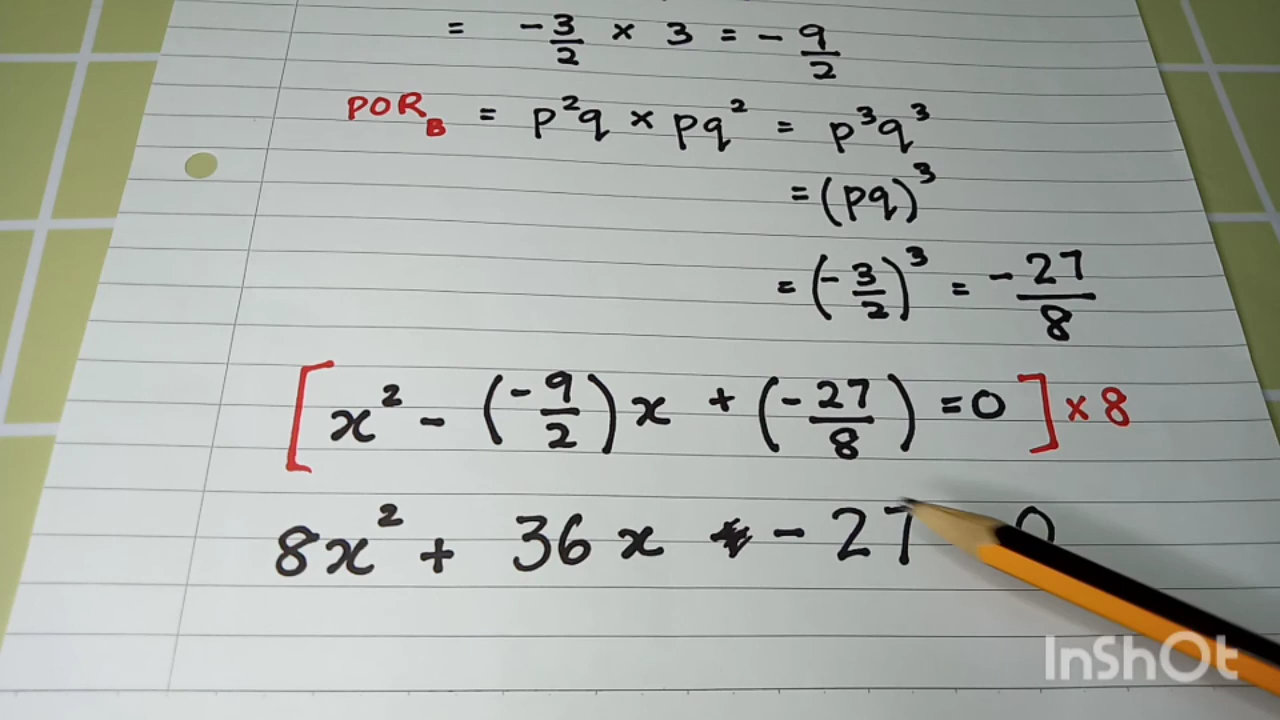 = -3/2 × 3 = -9/2
POR_B = p²q × pq² = p³q³
= (pq)³
= (-3/2)³ = -27/8
[x² - (-9/2)x + (-27/8) = 0] × 8
8x² + 36x - 27 0
InShOt